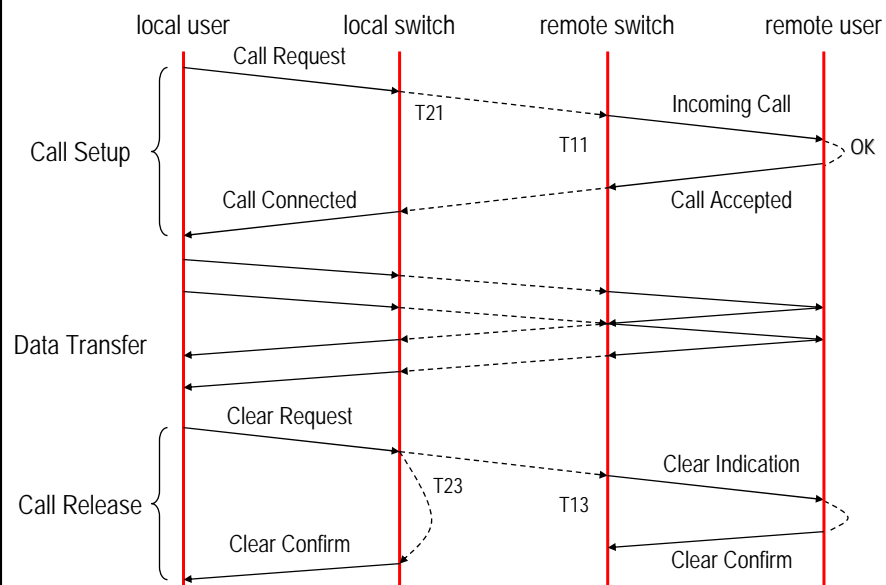 local user
local switch
remote switch
remote user
Call Request
T21
Incoming Call
T11
OK
Call Setup
Call Connected
Call Accepted
Data Transfer
Clear Request
Clear Indication
T23
T13
Call Release
Clear Confirm
Clear Confirm